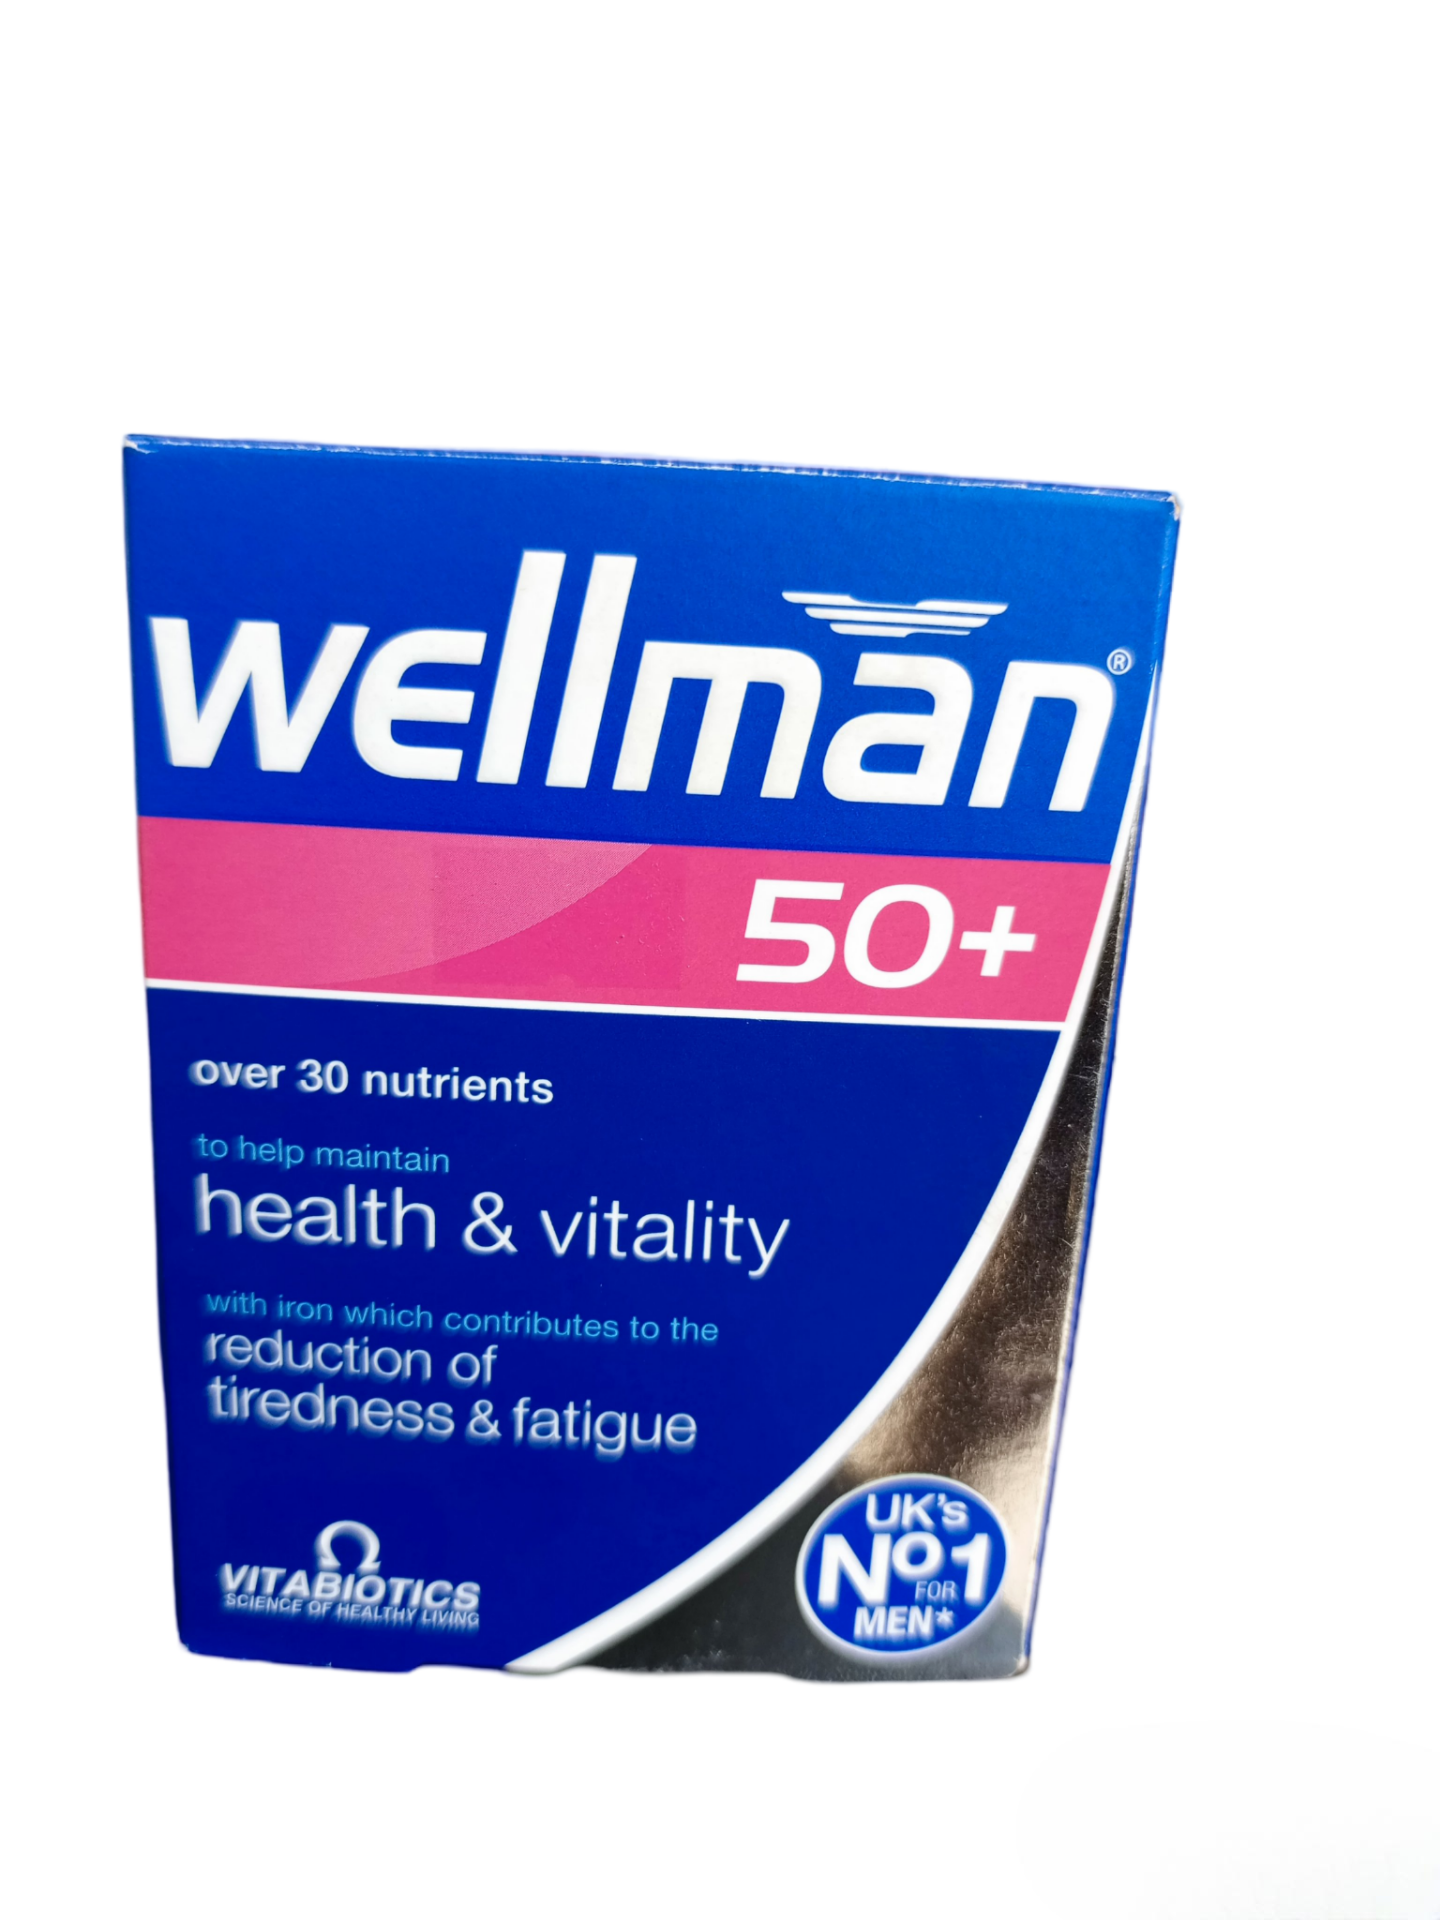 wellman®
50+
over 30 nutrients
to help maintain
health & vitality
with iron which contributes to the
reduction of
tiredness & fatigue
VITABIOTICS
SCIENCE OF HEALTHY LIVING
UK's
No1
FOR
MEN*